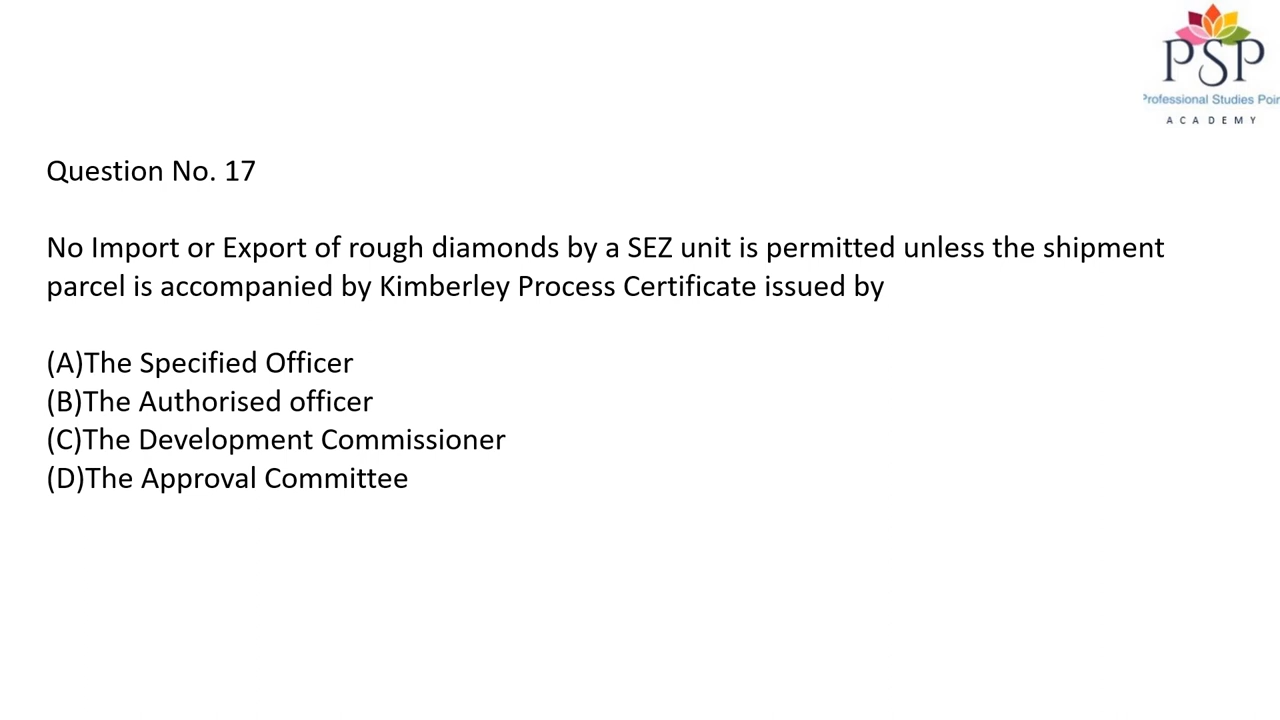 PSP
Professional Studies Poin
ACADEMY
Question No. 17
No Import or Export of rough diamonds by a SEZ unit is permitted unless the shipment
parcel is accompanied by Kimberley Process Certificate issued by
(A)The Specified Officer
(B)The Authorised officer
(C)The Development Commissioner
(D)The Approval Committee